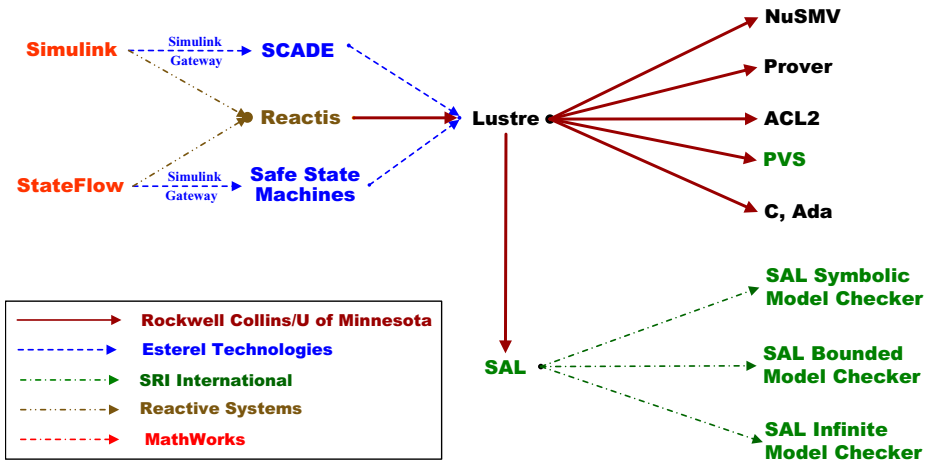 NuSMV
Simulink
Simulink
Gateway
SCADE
Prover
Reactis
Lustre
ACL2
PVS
StateFlow
Simulink
Gateway
Safe State
Machines
C, Ada
SAL Symbolic
Model Checker
Rockwell Collins/U of Minnesota
Esterel Technologies
SRI International
Reactive Systems
MathWorks
SAL
SAL Bounded
Model Checker
SAL Infinite
Model Checker